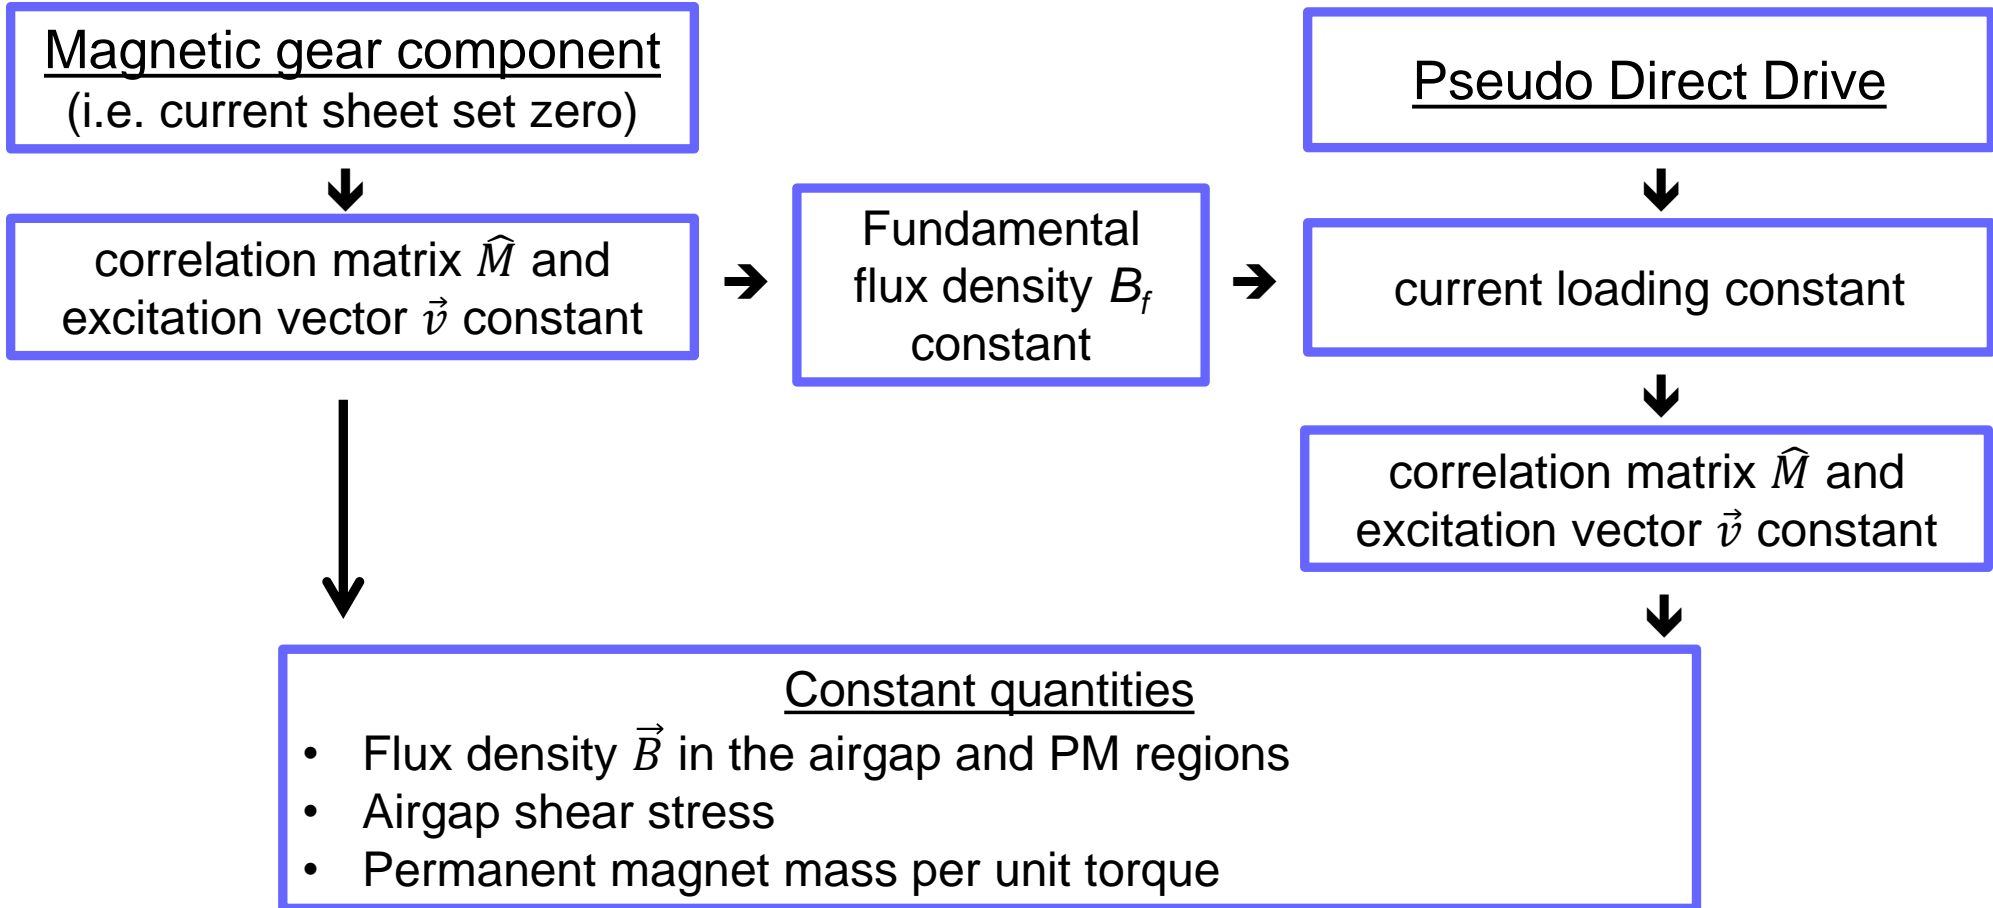 Magnetic gear component
(i.e. current sheet set zero)
Pseudo Direct Drive
correlation matrix M̂ and
excitation vector v⃗ constant
Fundamental
flux density B_f
constant
current loading constant
correlation matrix M̂ and
excitation vector v⃗ constant
Constant quantities
• Flux density B⃗ in the airgap and PM regions
• Airgap shear stress
• Permanent magnet mass per unit torque